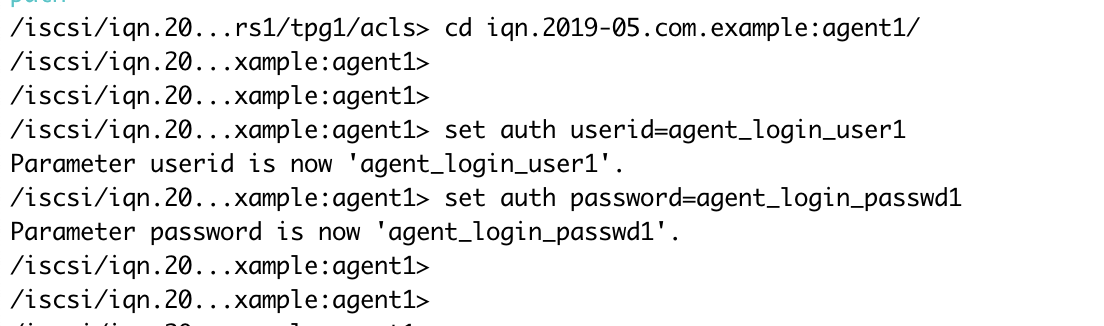 /iscsi/iqn.20...rs1/tpg1/acls> cd iqn.2019-05.com.example:agent1/
/iscsi/iqn.20...xample:agent1>
/iscsi/iqn.20...xample:agent1>
/iscsi/iqn.20...xample:agent1> set auth userid=agent_login_user1
Parameter userid is now 'agent_login_user1'.
/iscsi/iqn.20...xample:agent1> set auth password=agent_login_passwd1
Parameter password is now 'agent_login_passwd1'.
/iscsi/iqn.20...xample:agent1>
/iscsi/iqn.20...xample:agent1>